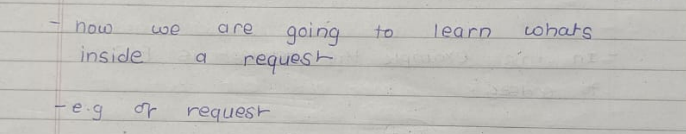 - now we are going to learn whats
inside a request
- e.g of request